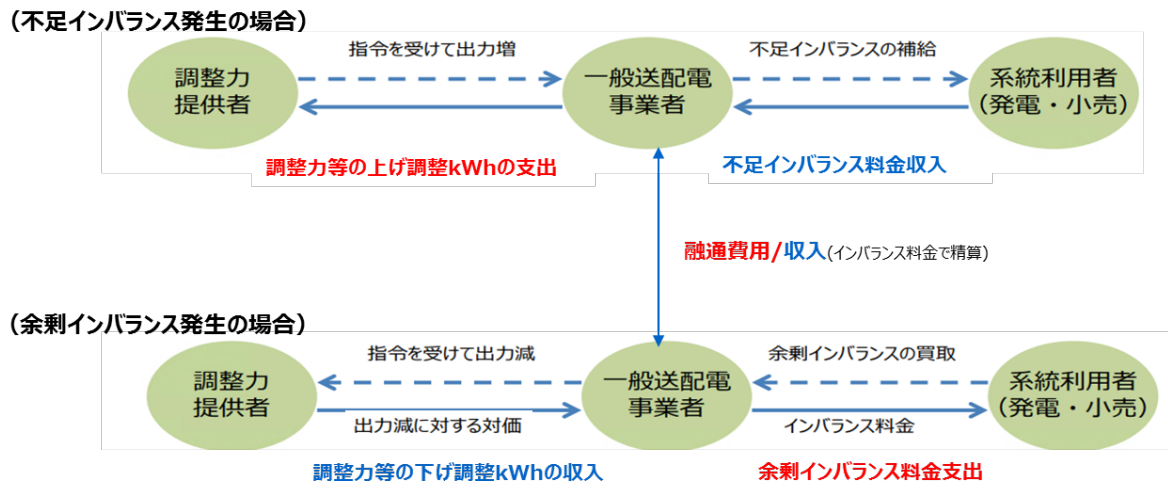 （不足インバランス発生の場合）
指令を受けて出力増
不足インバランスの補給
調整力
提供者
一般送配電
事業者
系統利用者
（発電・小売）
調整力等の上げ調整kWhの支出
不足インバランス料金収入
融通費用/収入(インバランス料金で精算)
（余剰インバランス発生の場合）
指令を受けて出力減
余剰インバランスの買取
調整力
提供者
一般送配電
事業者
系統利用者
（発電・小売）
出力減に対する対価
インバランス料金
調整力等の下げ調整kWhの収入
余剰インバランス料金支出